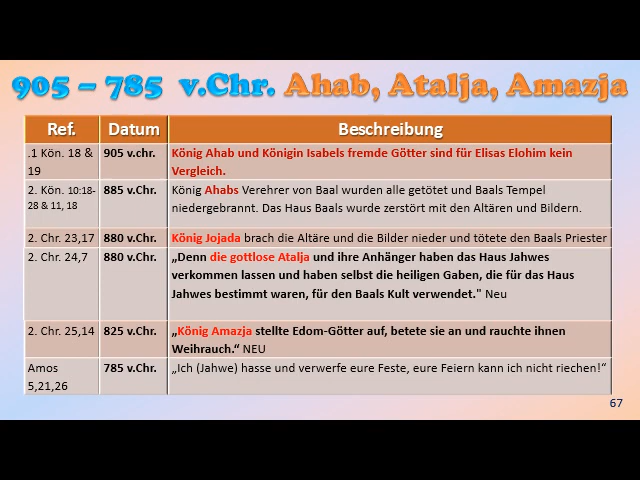 905 – 785 v.Chr. Ahab, Atalja, Amazja
Ref. Datum Beschreibung
.1 Kön. 18 & 19 905 v.chr. König Ahab und Königin Isabels fremde Götter sind für Elisas Elohim kein
Vergleich.
2. Kön. 10:18-28 & 11, 18 885 v.Chr. König Ahabs Verehrer von Baal wurden alle getötet und Baals Tempel
niedergebrannt. Das Haus Baals wurde zerstört mit den Altären und Bildern.
2. Chr. 23,17 880 v.Chr. König Jojada brach die Altäre und die Bilder nieder und tötete den Baals Priester
2. Chr. 24,7 880 v.Chr. „Denn die gottlose Atalja und ihre Anhänger haben das Haus Jahwes
verkommen lassen und haben selbst die heiligen Gaben, die für das Haus
Jahwes bestimmt waren, für den Baals Kult verwendet." Neu
2. Chr. 25,14 825 v.Chr. „König Amazja stellte Edom-Götter auf, betete sie an und rauchte ihnen
Weihrauch.“ NEU
Amos 5,21,26 785 v.Chr. „Ich (Jahwe) hasse und verwerfe eure Feste, eure Feiern kann ich nicht riechen!“
67